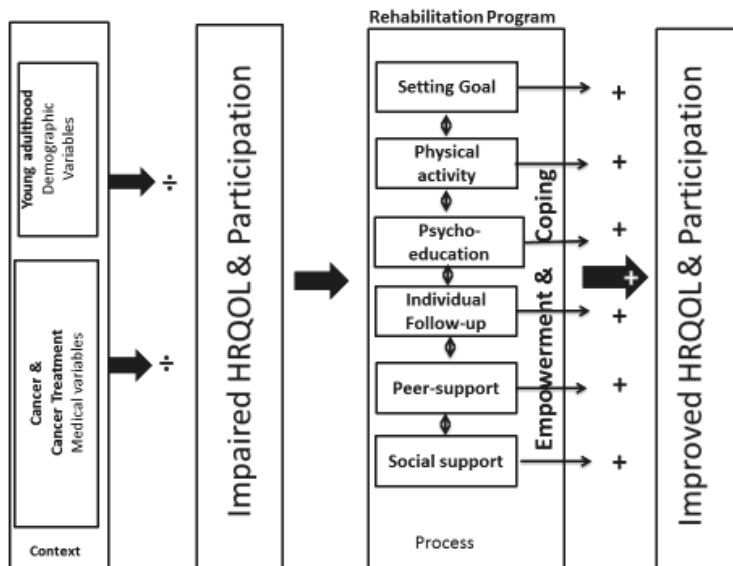 Rehabilitation Program
Young adulthood
Demographic
Variables
÷
Cancer &
Cancer Treatment
Medical variables
÷
Context
Impaired HRQOL & Participation
Setting Goal
Physical
activity
Psycho-
education
Individual
Follow-up
Peer-support
Social support
Empowerment & Coping
Process
+
+
+
+
+
+
+
Improved HRQOL & Participation